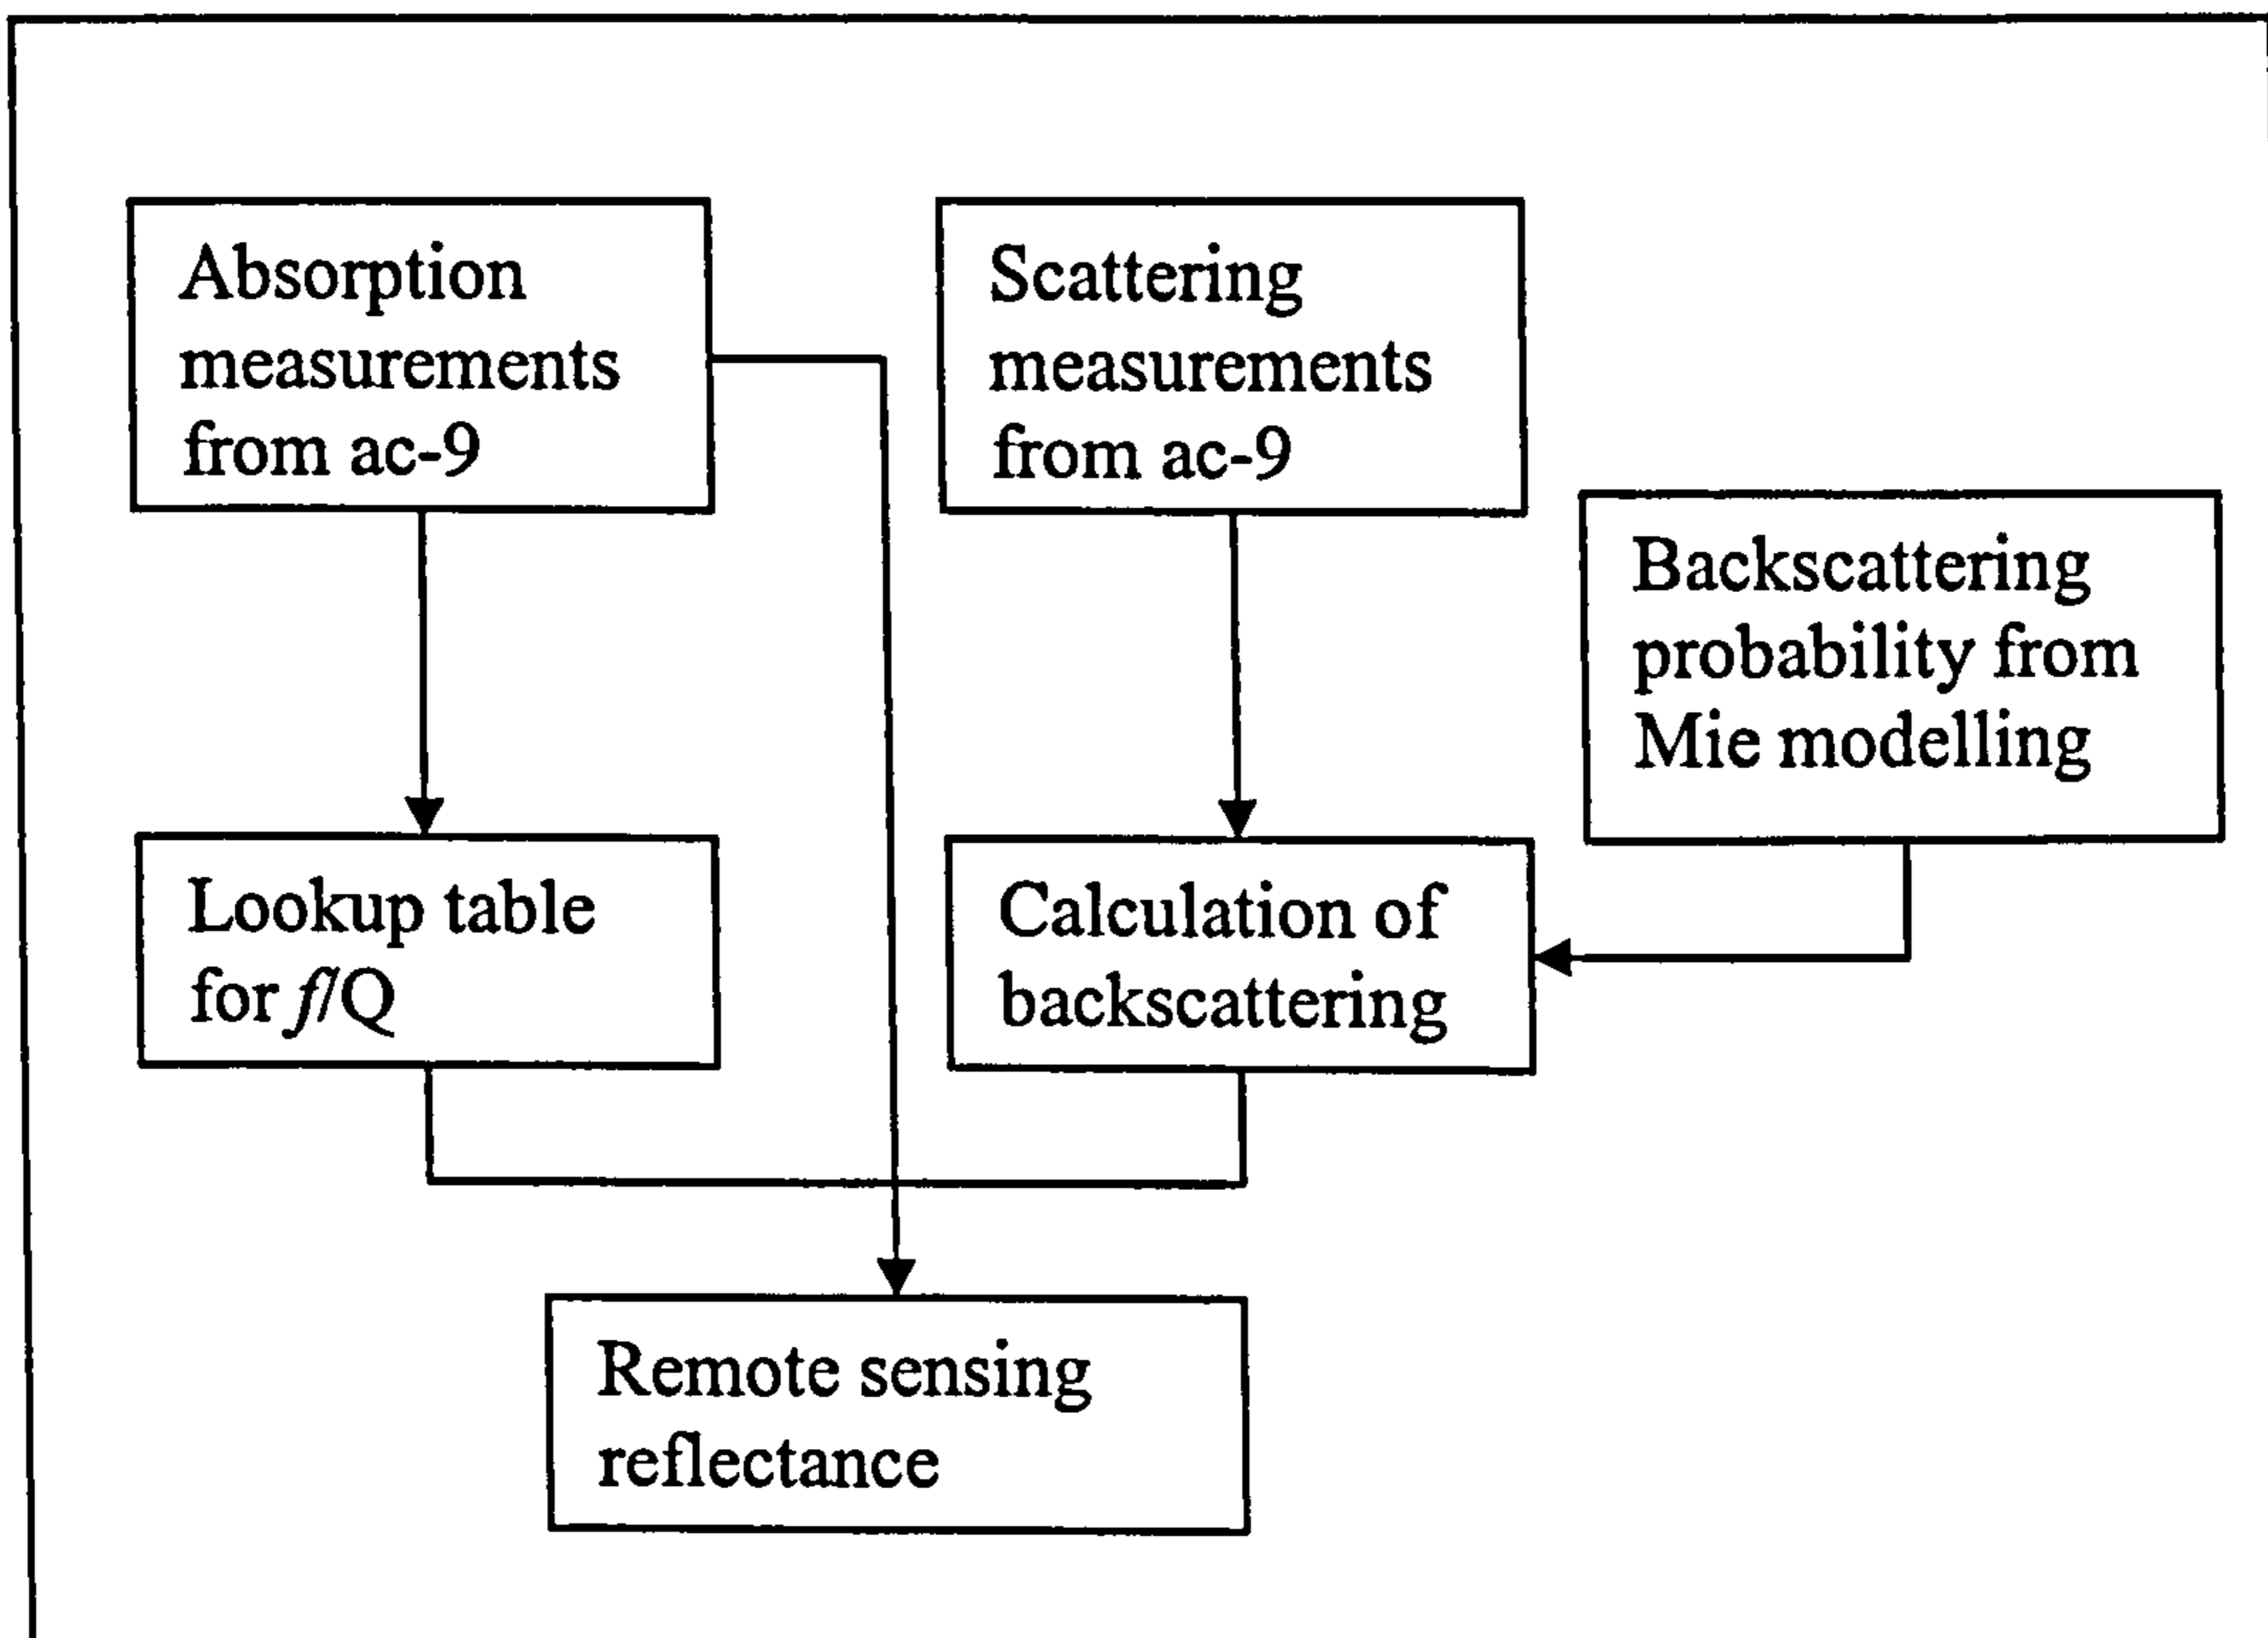 Absorption
measurements
from ac-9
Scattering
measurements
from ac-9
Backscattering
probability from
Mie modelling
Lookup table
for f/Q
Calculation of
backscattering
Remote sensing
reflectance